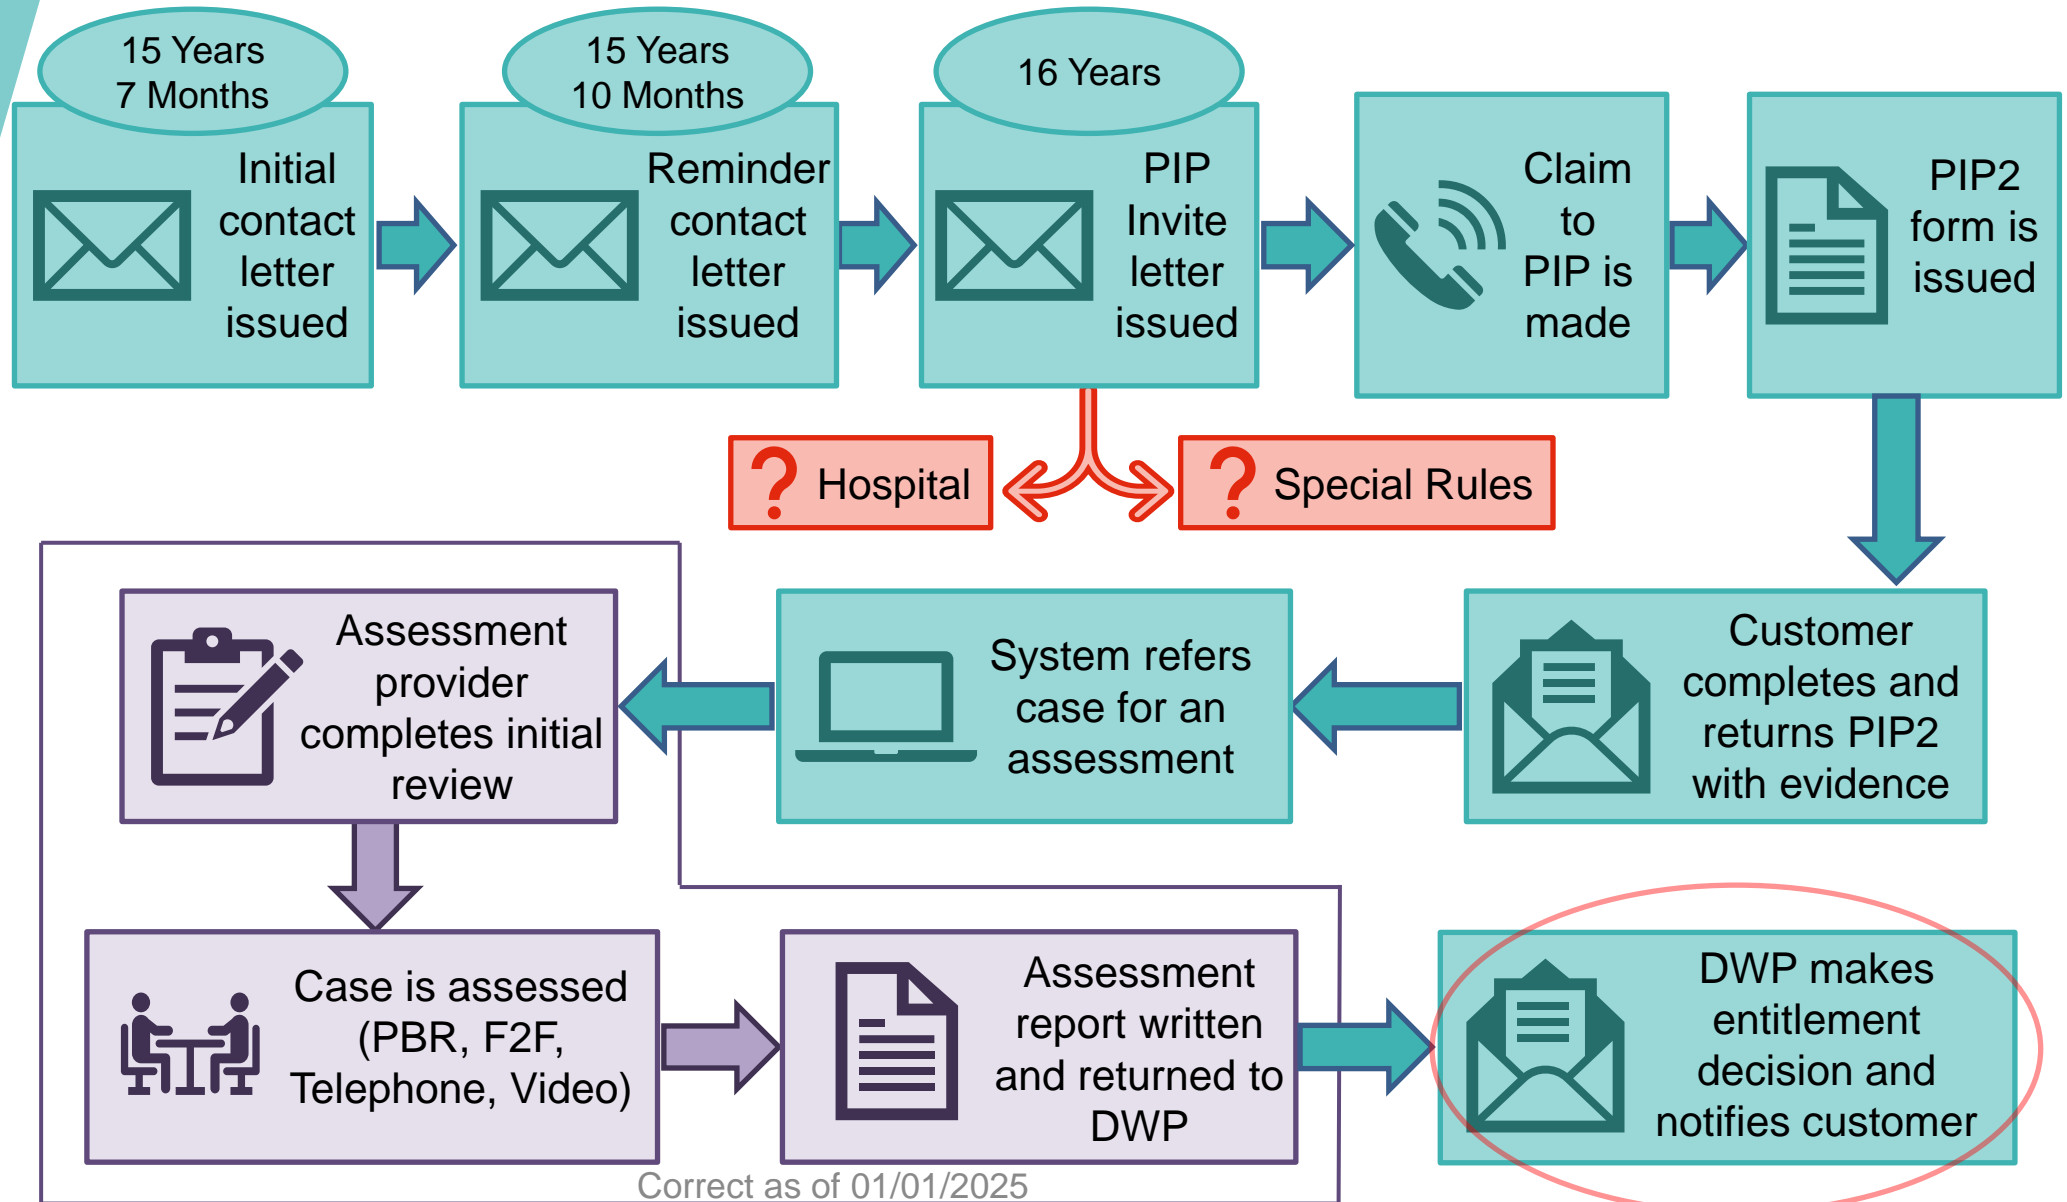 15 Years
7 Months
Initial
contact
letter
issued
15 Years
10 Months
Reminder
contact
letter
issued
16 Years
PIP
Invite
letter
issued
Claim
to
PIP is
made
PIP2
form is
issued
? Hospital
? Special Rules
Customer
completes and
returns PIP2
with evidence
System refers
case for an
assessment
Assessment
provider
completes initial
review
Case is assessed
(PBR, F2F,
Telephone, Video)
Assessment
report written
and returned to
DWP
DWP makes
entitlement
decision and
notifies customer
Correct as of 01/01/2025